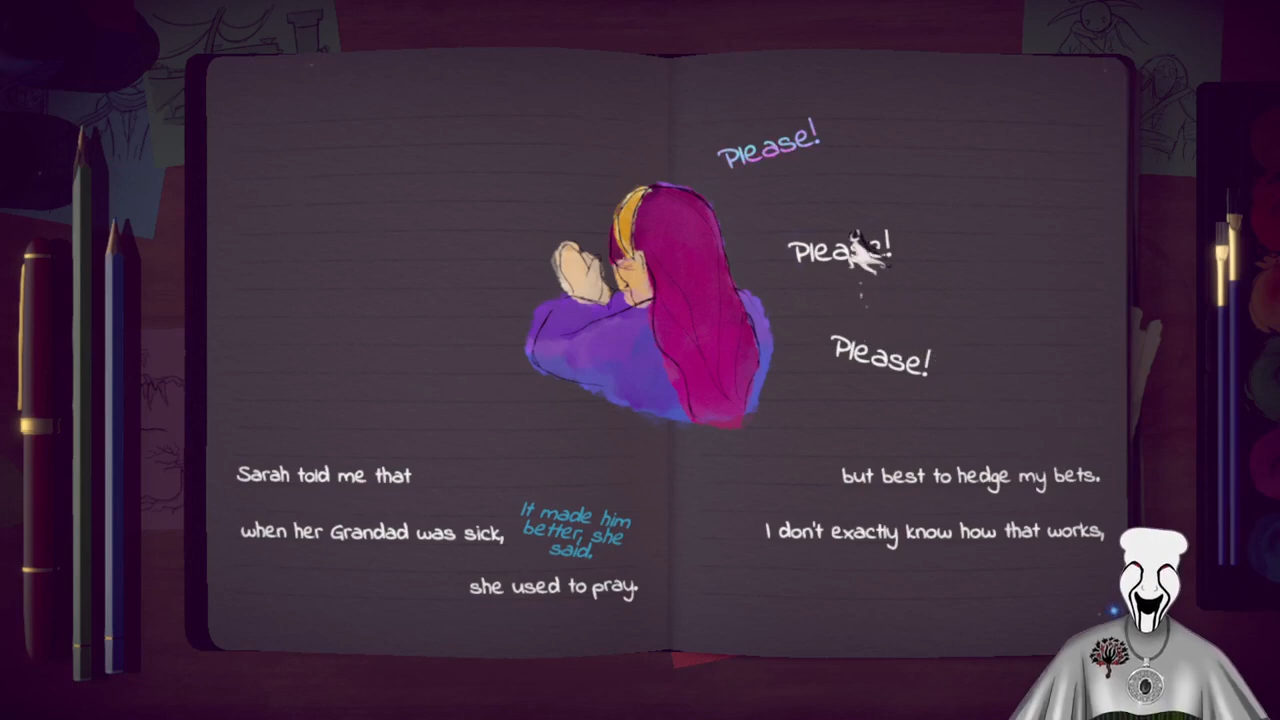 Please!
Please!
Please!
Sarah told me that
when her Grandad was sick,
It made him
better, she
said.
she used to pray.
but best to hedge my bets.
I don't exactly know how that works,